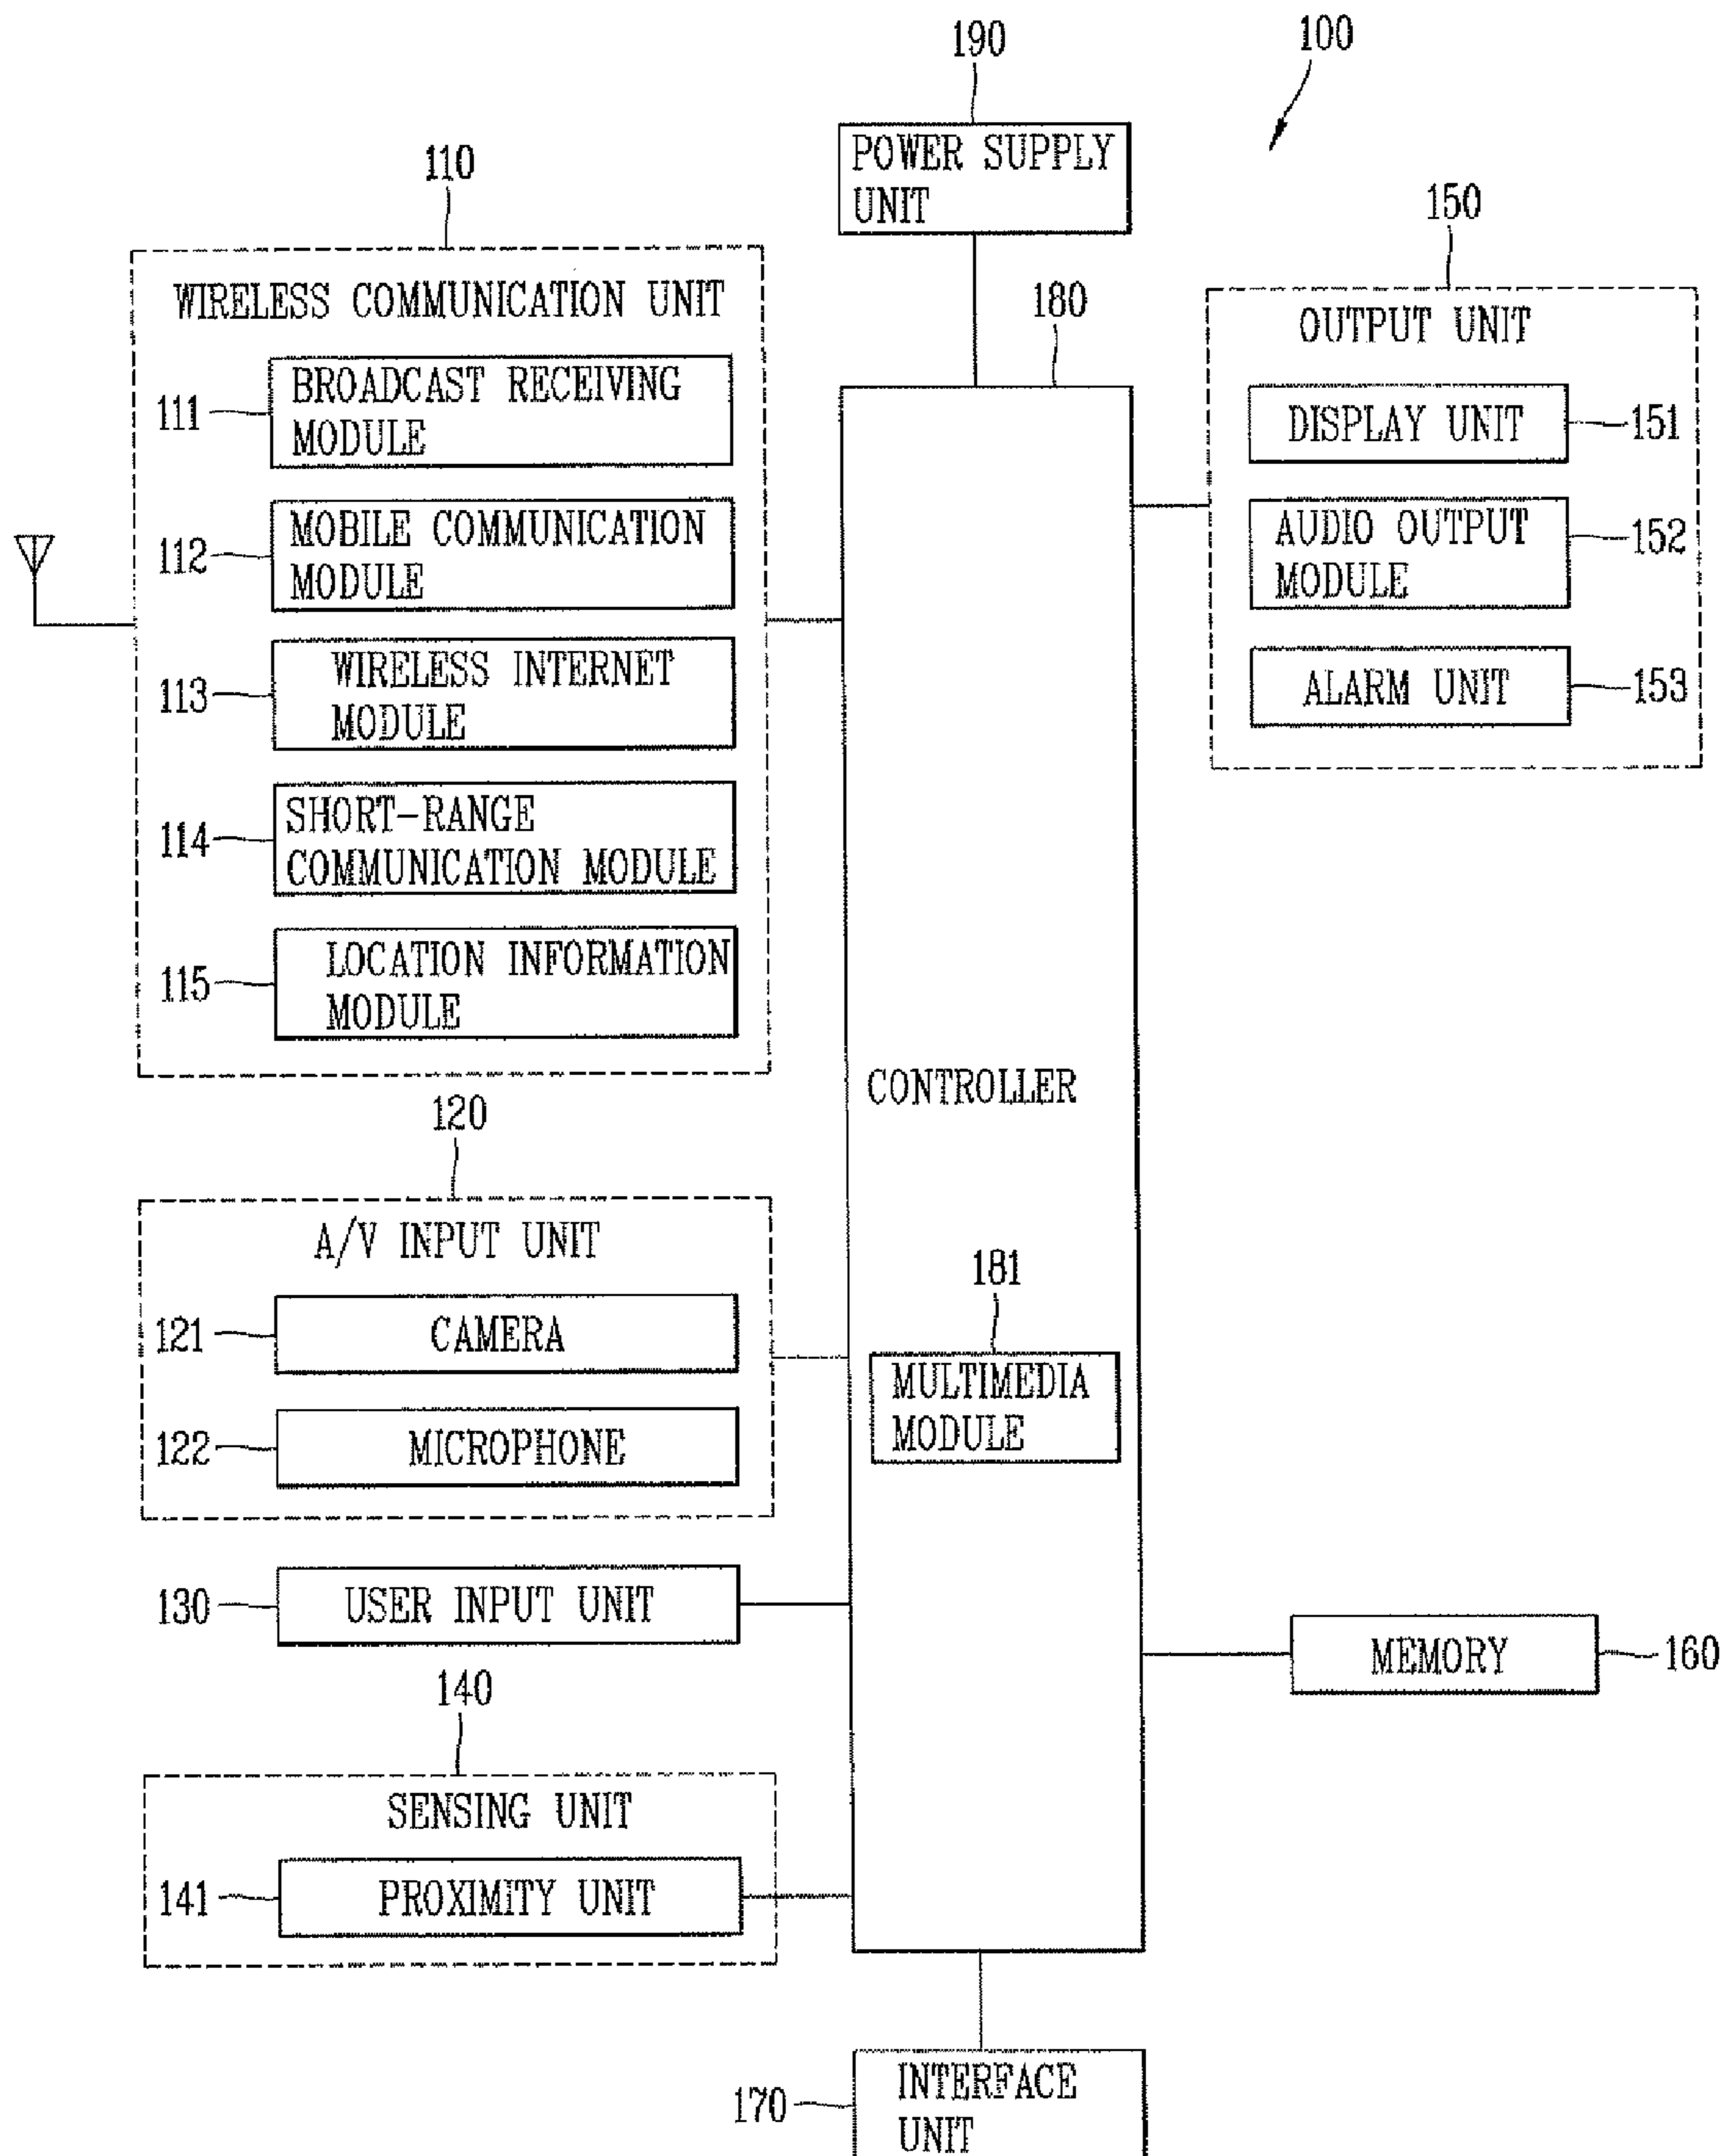 100
190
POWER SUPPLY
UNIT
110
WIRELESS COMMUNICATION UNIT
111
BROADCAST RECEIVING
MODULE
112
MOBILE COMMUNICATION
MODULE
113
WIRELESS INTERNET
MODULE
114
SHORT-RANGE
COMMUNICATION MODULE
115
LOCATION INFORMATION
MODULE
120
A/V INPUT UNIT
121
CAMERA
122
MICROPHONE
130
USER INPUT UNIT
140
SENSING UNIT
141
PROXIMITY UNIT
180
CONTROLLER
181
MULTIMEDIA
MODULE
150
OUTPUT UNIT
DISPLAY UNIT
151
AUDIO OUTPUT
MODULE
152
ALARM UNIT
153
MEMORY
160
170
INTERFACE
UNIT